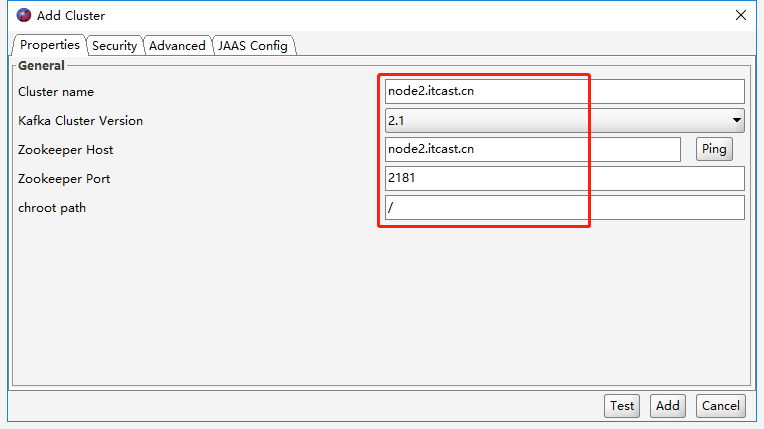 Add Cluster
Properties Security Advanced JAAS Config
General
Cluster name node2.itcast.cn
Kafka Cluster Version 2.1
Zookeeper Host node2.itcast.cn Ping
Zookeeper Port 2181
chroot path /
Test Add Cancel